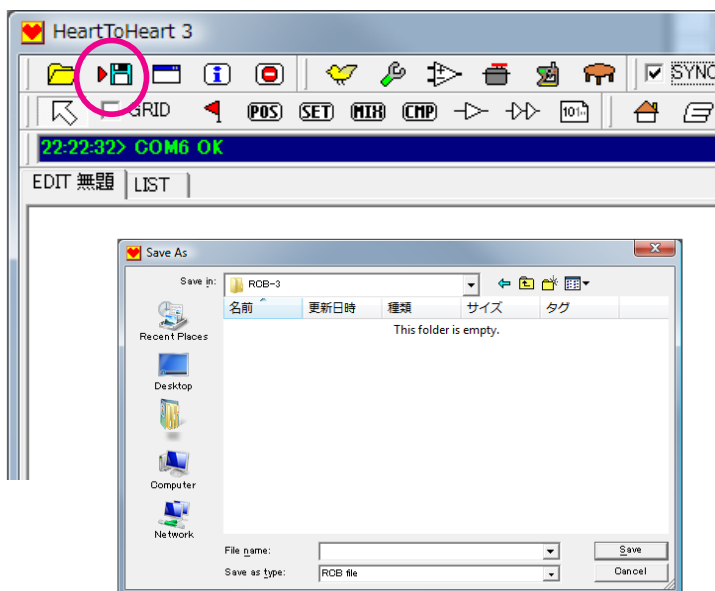 HeartToHeart 3
SYNC
GRID POS SET MIX CMP 101..
22:22:32> COM6 OK
EDIT 無題 LIST
Save As
Save in: RCB-3
名前 更新日時 種類 サイズ タグ
This folder is empty.
Recent Places
Desktop
Computer
Network
File name: Save
Save as type: RCB file Cancel